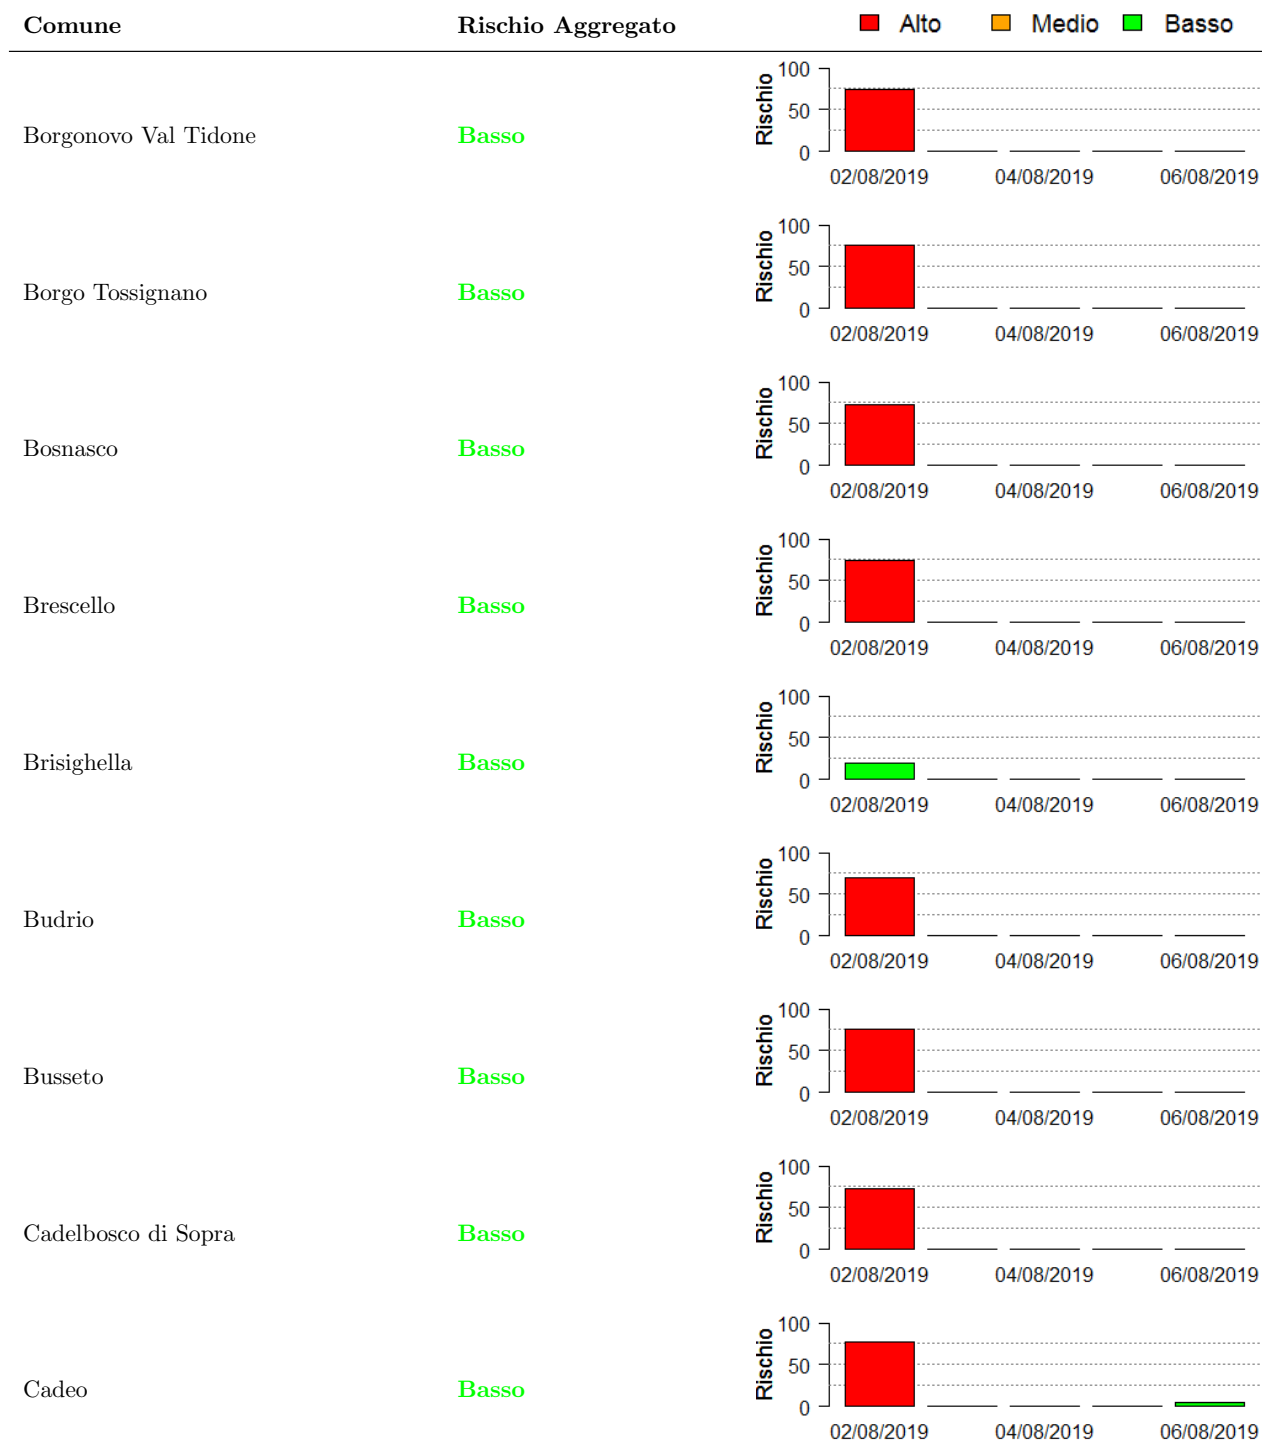 Comune Rischio Aggregato Alto Medio Basso
Borgonovo Val Tidone Basso
Rischio
100
50
0
02/08/2019 04/08/2019 06/08/2019
Borgo Tossignano Basso
Rischio
100
50
0
02/08/2019 04/08/2019 06/08/2019
Bosnasco Basso
Rischio
100
50
0
02/08/2019 04/08/2019 06/08/2019
Brescello Basso
Rischio
100
50
0
02/08/2019 04/08/2019 06/08/2019
Brisighella Basso
Rischio
100
50
0
02/08/2019 04/08/2019 06/08/2019
Budrio Basso
Rischio
100
50
0
02/08/2019 04/08/2019 06/08/2019
Busseto Basso
Rischio
100
50
0
02/08/2019 04/08/2019 06/08/2019
Cadelbosco di Sopra Basso
Rischio
100
50
0
02/08/2019 04/08/2019 06/08/2019
Cadeo Basso
Rischio
100
50
0
02/08/2019 04/08/2019 06/08/2019